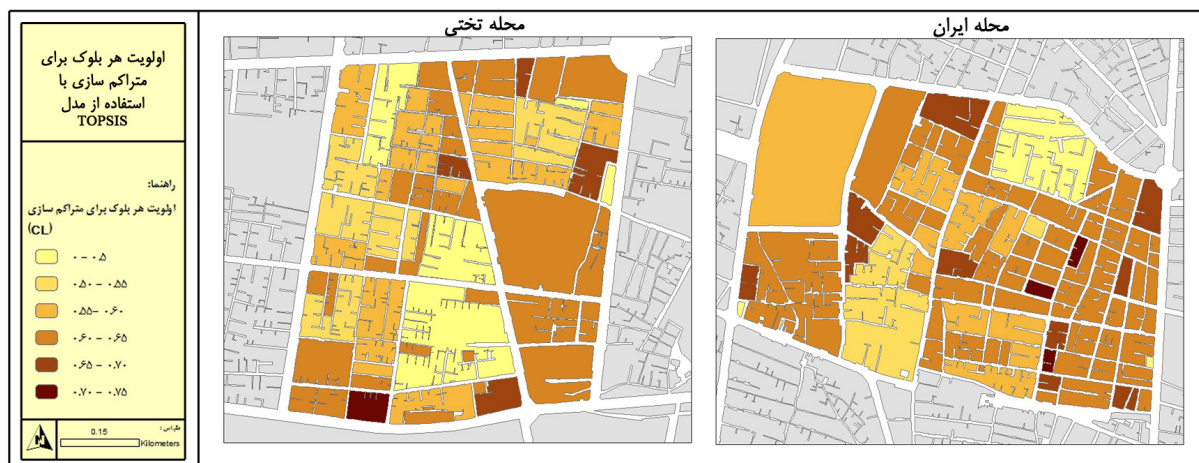 محله تختی
محله ایران
اولویت هر بلوک برای
متراکم سازی با
استفاده از مدل
TOPSIS
راهنما:
اولویت هر بلوک برای متراکم سازی
(CL)
۰ – ۰.۵
۰.۵۰ – ۰.۵۵
۰.۵۵ – ۰.۶۰
۰.۶۰ – ۰.۶۵
۰.۶۵ – ۰.۷۰
۰.۷۰ – ۰.۷۵
مقیاس:
0.15
Kilometers